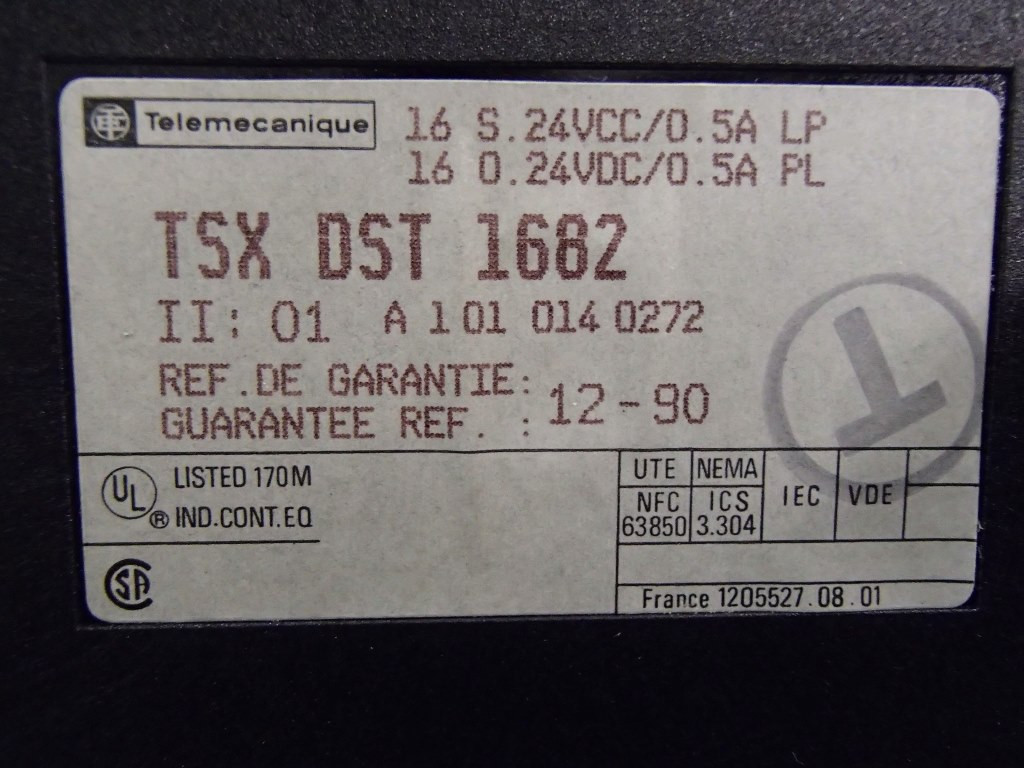 Telemecanique
16 S.24VCC/0.5A LP
16 O.24VDC/0.5A PL
TSX DST 1682
II: 01 A 1 01 014 0272
REF.DE GARANTIE:
GUARANTEE REF. : 12-90
T
UL ® LISTED 170M
IND.CONT.EQ
SA
UTE NEMA IEC VDE
NFC ICS
63850 3.304
France 1205527.08.01